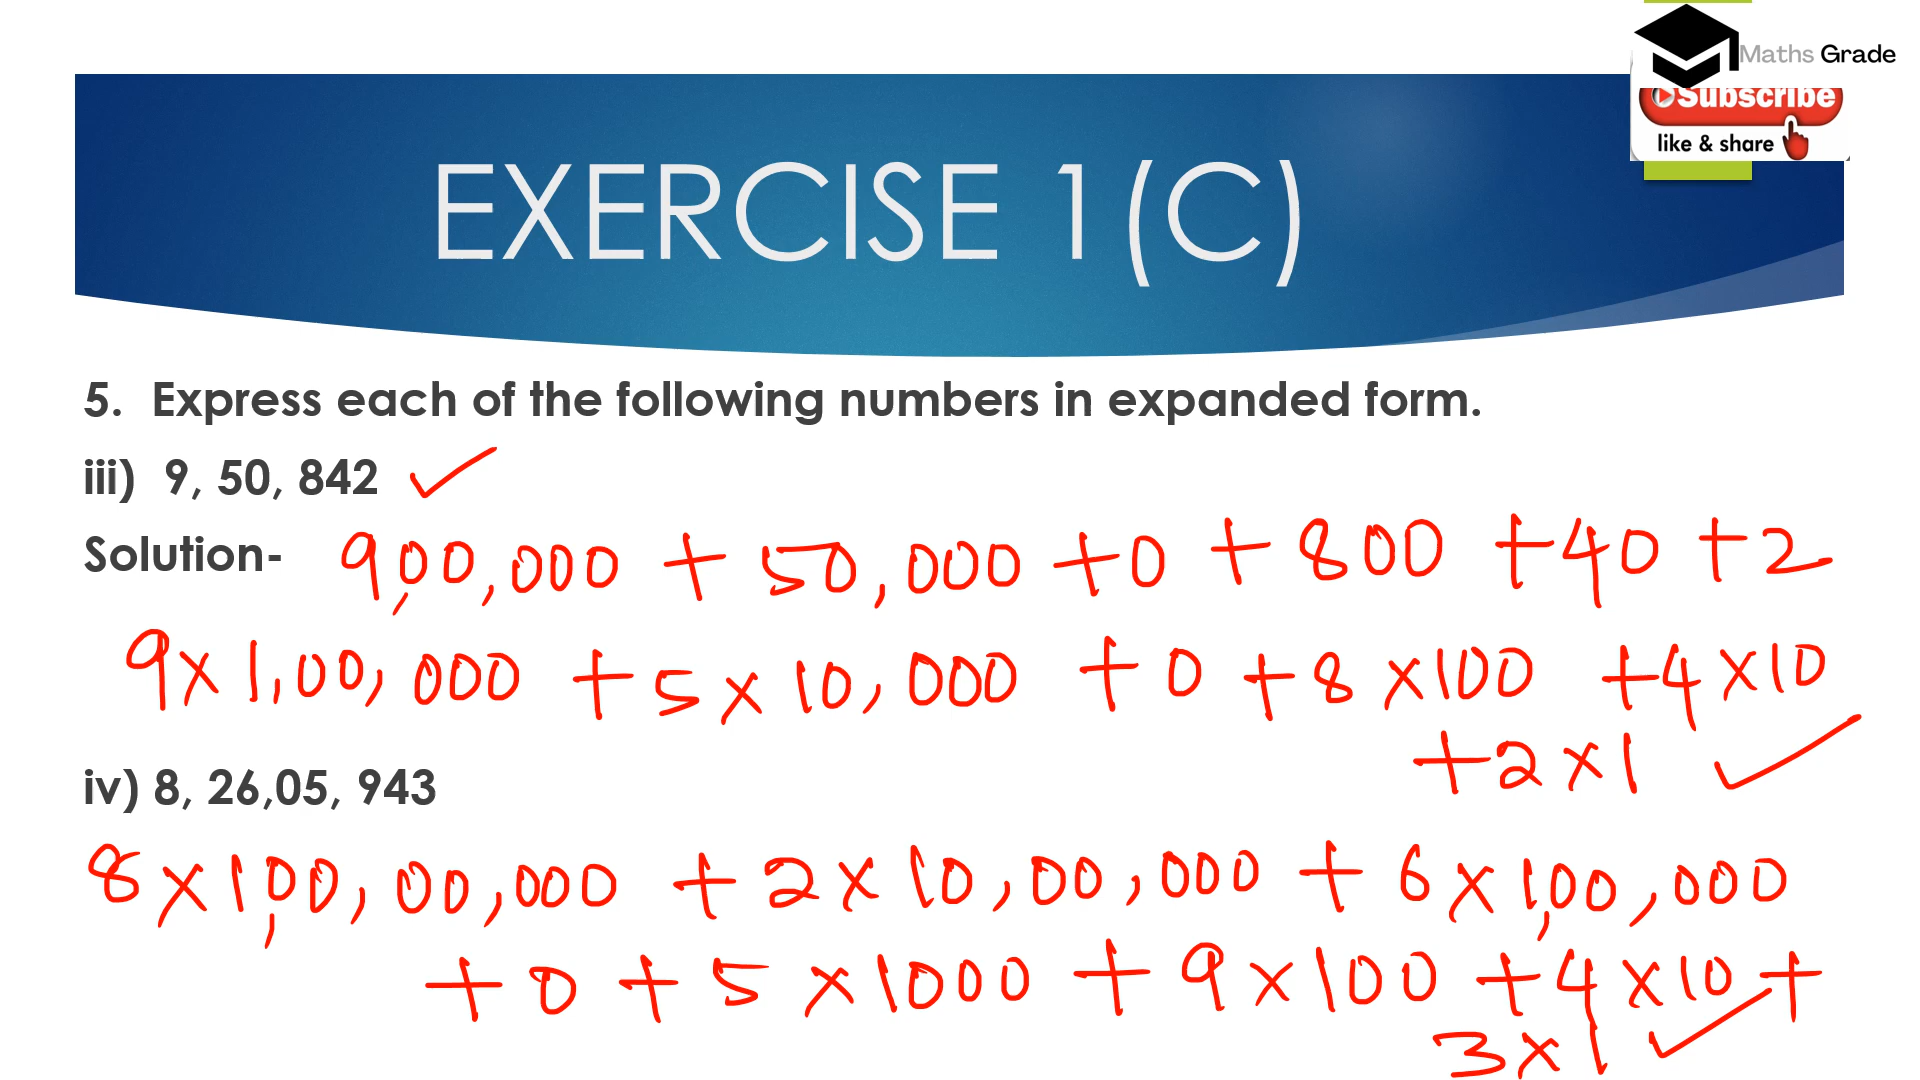 Maths Grade
Subscribe
like & share
EXERCISE 1(C)
5. Express each of the following numbers in expanded form.
iii) 9, 50, 842 ✓
Solution- 9,00,000 + 50,000 + 0 + 800 + 40 + 2
9 × 1,00,000 + 5 × 10,000 + 0 + 8 × 100 + 4 × 10
+ 2 × 1 ✓
iv) 8, 26,05, 943
8 × 1,00,00,000 + 2 × 10,00,000 + 6 × 1,00,000
+ 0 + 5 × 1000 + 9 × 100 + 4 × 10 +
3 × 1 ✓